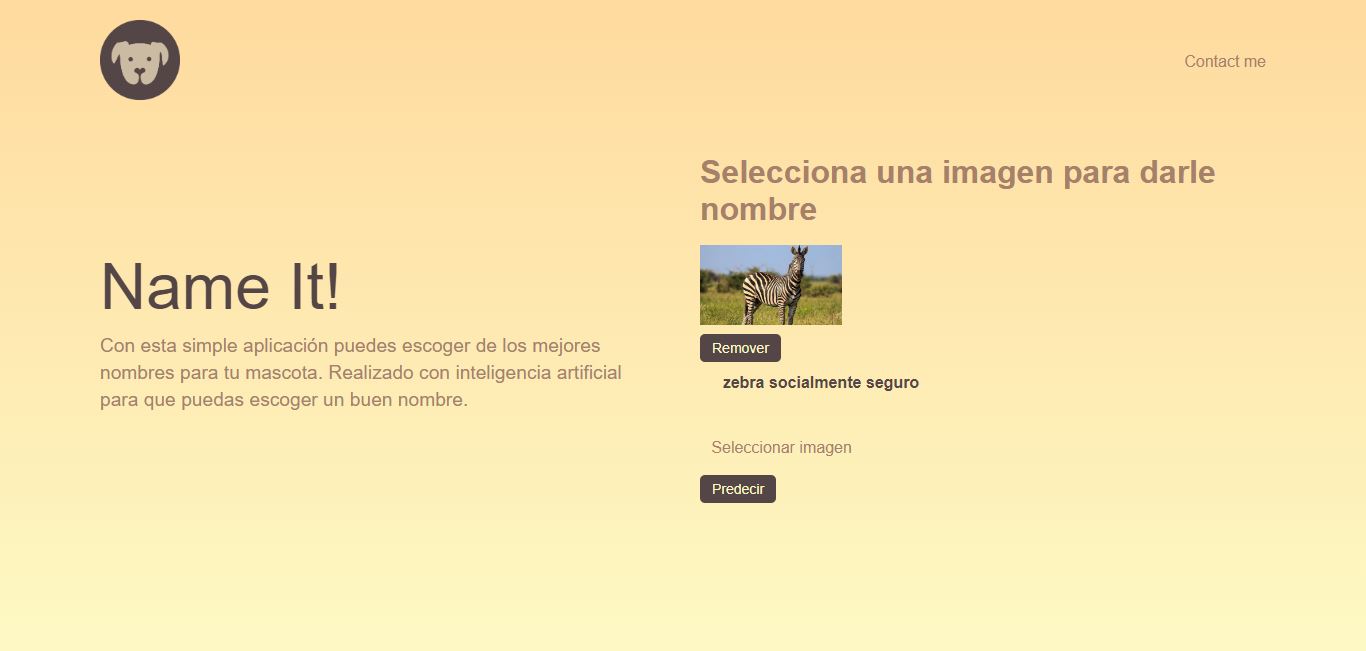 Contact me
Name It!
Con esta simple aplicación puedes escoger de los mejores
nombres para tu mascota. Realizado con inteligencia artificial
para que puedas escoger un buen nombre.
Selecciona una imagen para darle
nombre
Remover
zebra socialmente seguro
Seleccionar imagen
Predecir